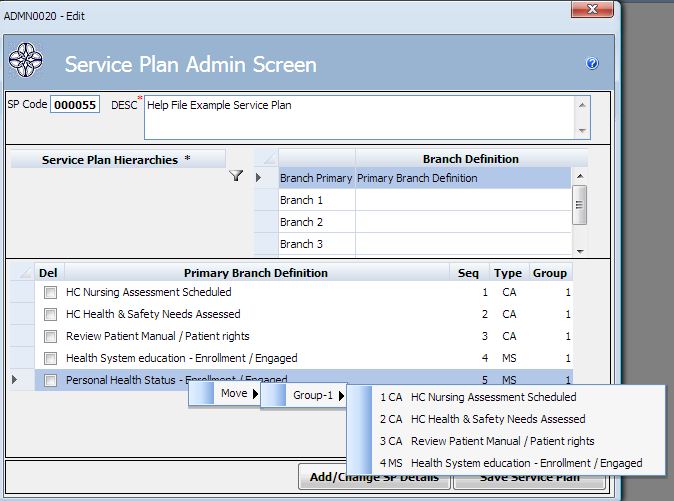 ADMN0020 - Edit
Service Plan Admin Screen
SP Code 000055 DESC* Help File Example Service Plan
Service Plan Hierarchies *
Branch Definition
Branch Primary Primary Branch Definition
Branch 1
Branch 2
Branch 3
Del Primary Branch Definition Seq Type Group
HC Nursing Assessment Scheduled 1 CA 1
HC Health & Safety Needs Assessed 2 CA 1
Review Patient Manual / Patient rights 3 CA 1
Health System education - Enrollment / Engaged 4 MS 1
Personal Health Status - Enrollment / Engaged 5 MS 1
Move Group-1
1 CA HC Nursing Assessment Scheduled
2 CA HC Health & Safety Needs Assessed
3 CA Review Patient Manual / Patient rights
4 MS Health System education - Enrollment / Engaged
Add/Change SP Details Save Service Plan